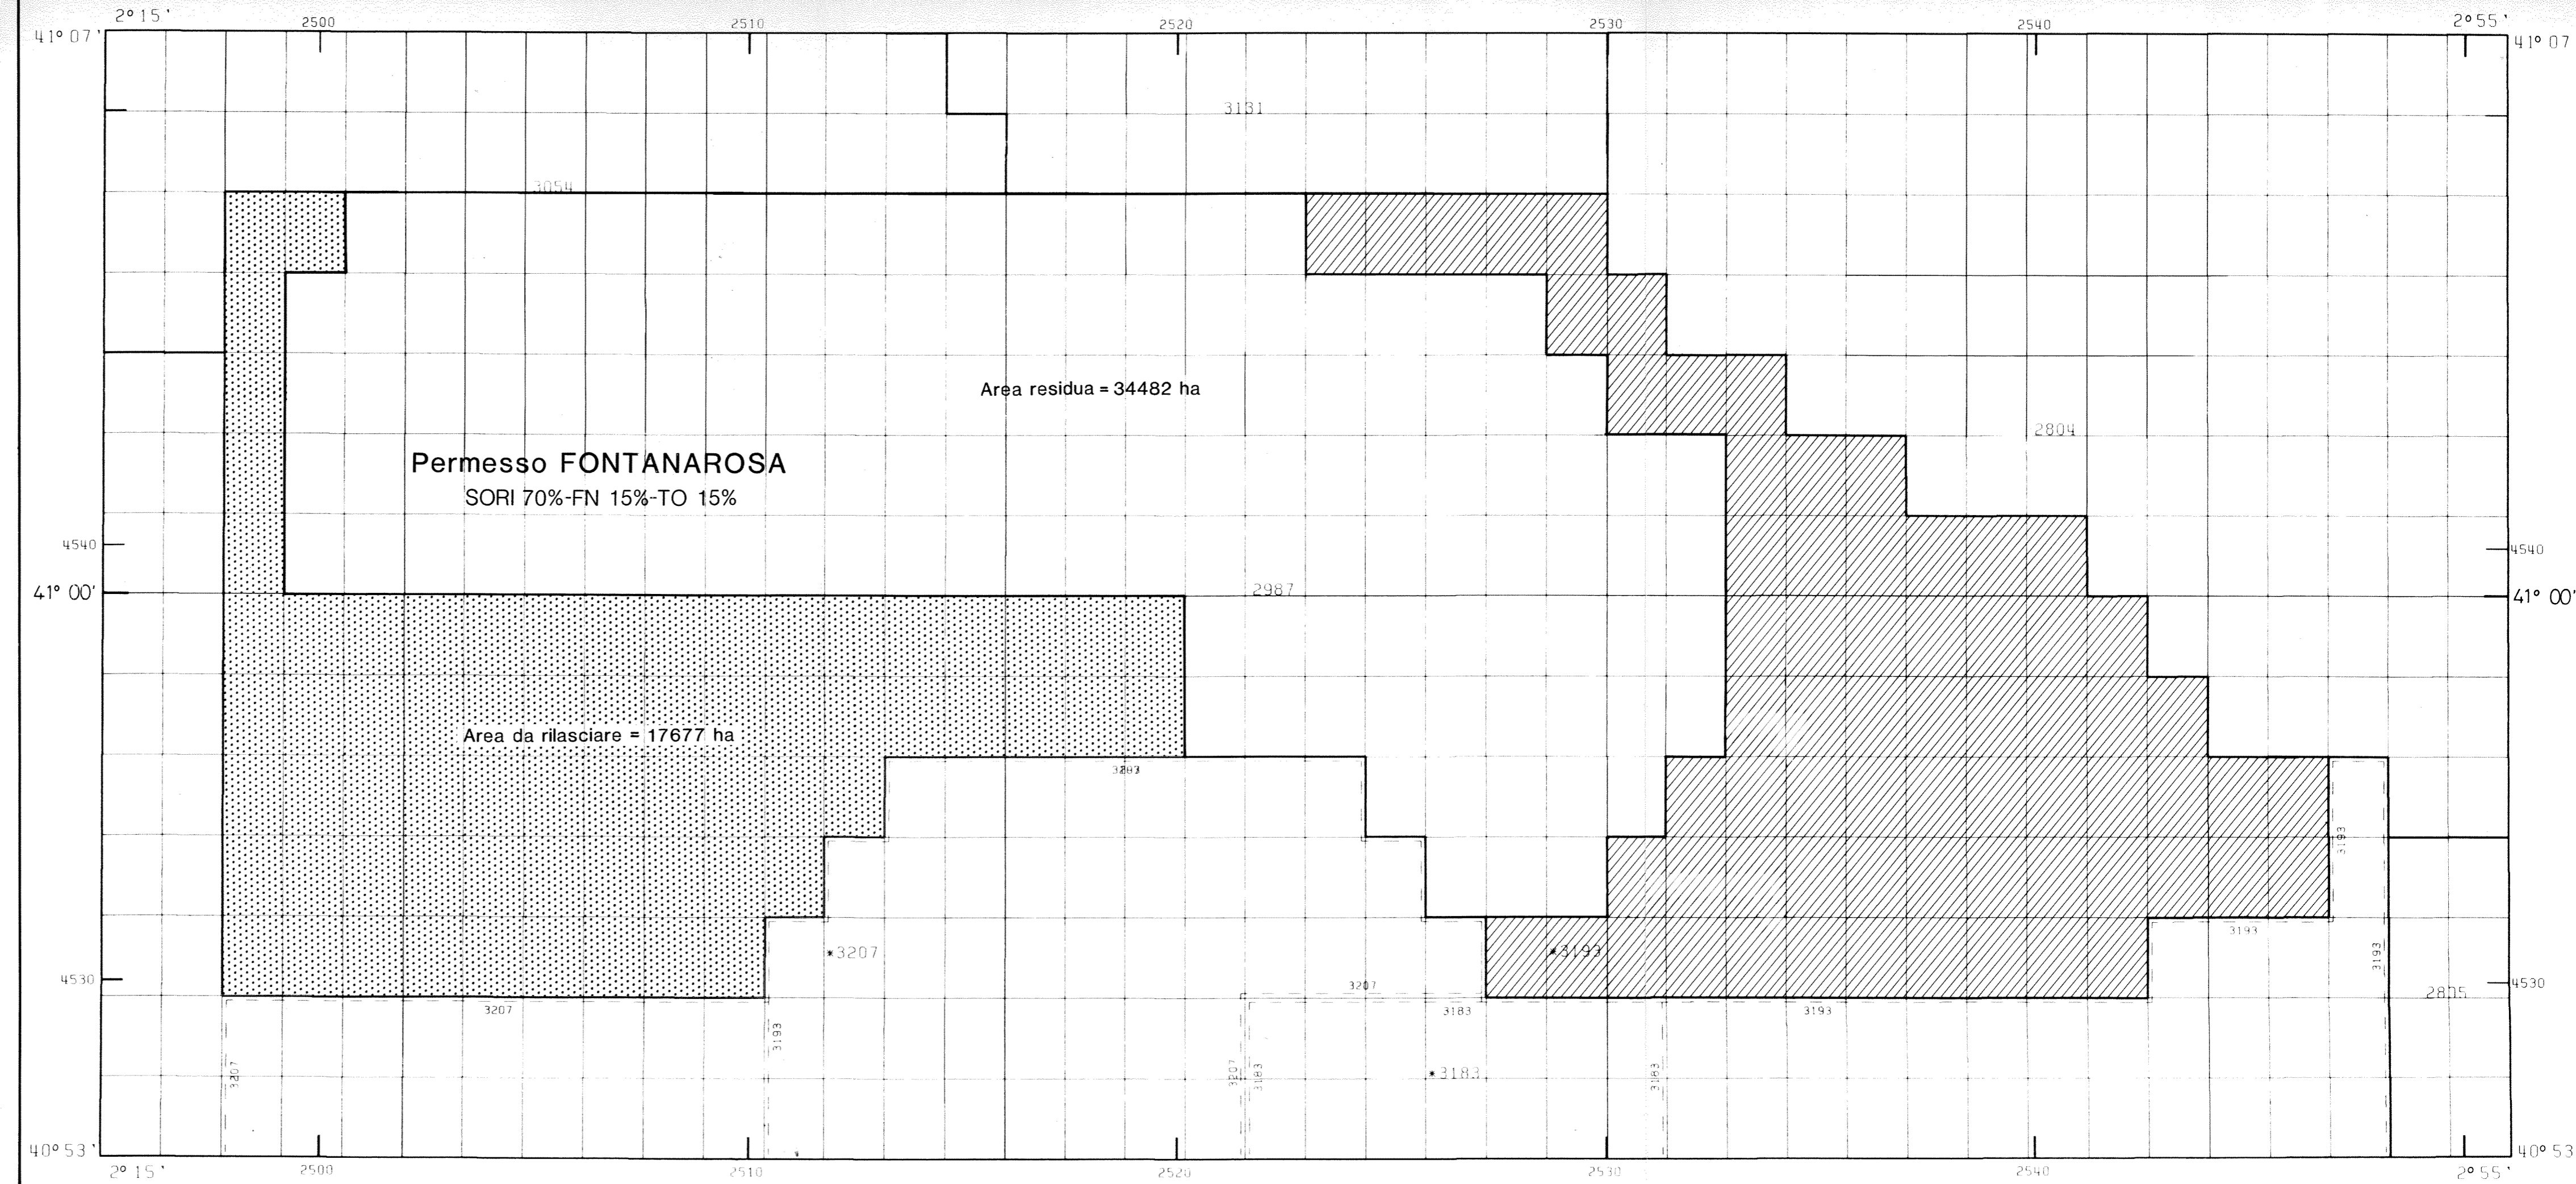 2° 15' 2500 2510 2520 2530 2540 2° 55'
41° 07' 41° 07
3131
3054
Area residua = 34482 ha
2804
Permesso FONTANAROSA
SORI 70%-FN 15%-TO 15%
4540 4540
41° 00' 2987 41° 00'
Area da rilasciare = 17677 ha
3193
*3207 *3193
3193
3193
4530 3207 4530
2805
3207 3183 3193
3193
3207 3207 3183 *3183 3183
40° 53' 40° 53
2° 15' 2500 2510 2520 2530 2540 2° 55'